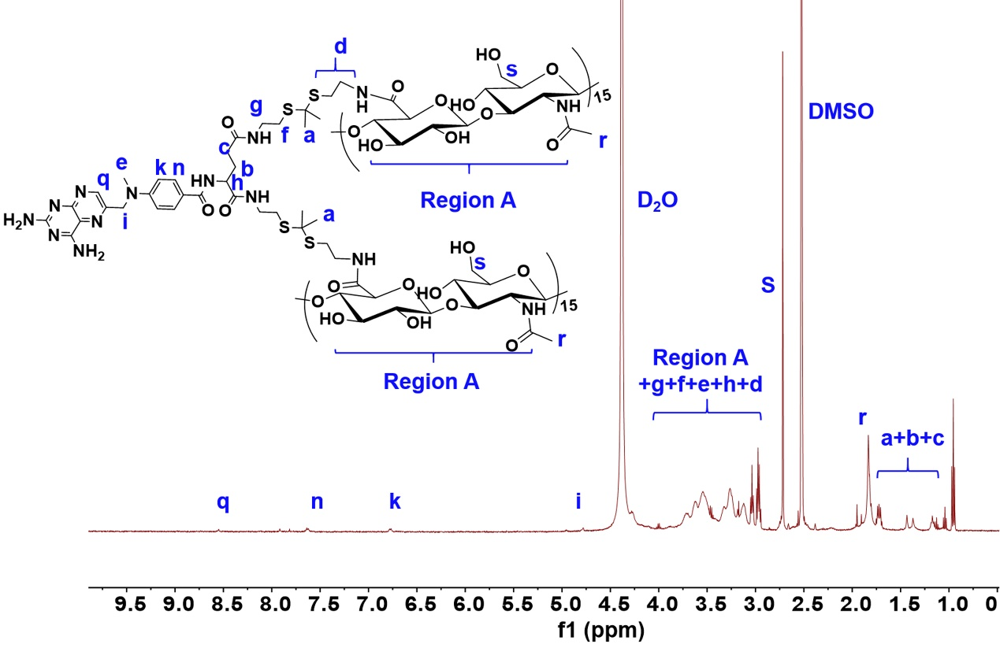 d
HO
s
O
S
N
H
O
O
HO
O
15
NH
DMSO
g
S
O
O
HO
OH
O
r
O
NH
f
a
c
e
k n
b
HN
h
q
N
O
O
NH
Region A
D₂O
N
N
i
S
a
H₂N
N
N
N
NH₂
S
HO
s
NH
O
O
O
HO
O
15
S
O
HO
OH
NH
O
r
Region A
Region A
+g+f+e+h+d
r
a+b+c
q
n
k
i
9.5 9.0 8.5 8.0 7.5 7.0 6.5 6.0 5.5 5.0 4.5 4.0 3.5 3.0 2.5 2.0 1.5 1.0 0
f1 (ppm)